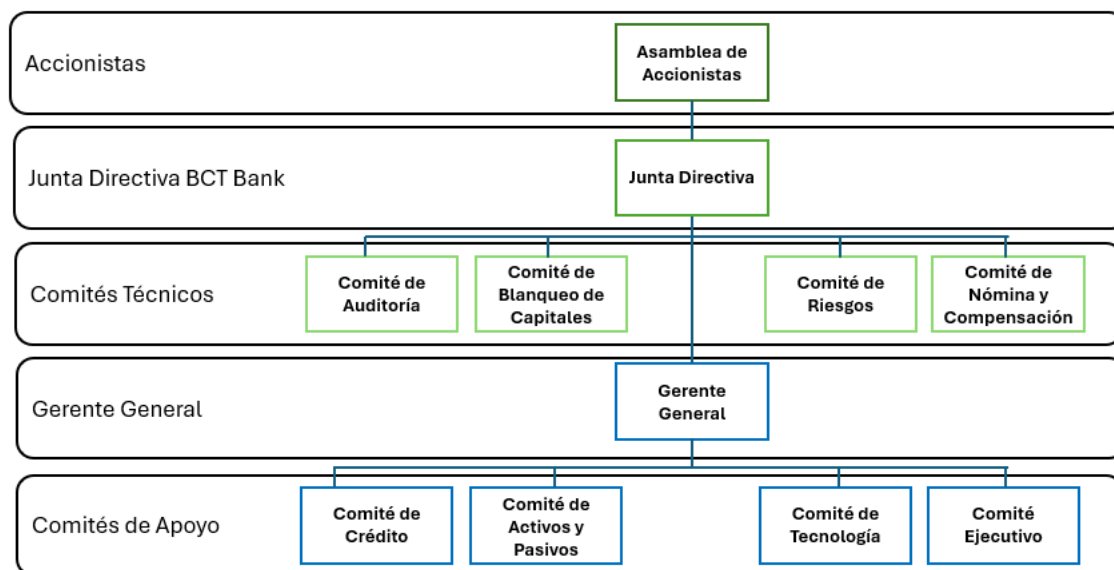 Accionistas
Asamblea de
Accionistas
Junta Directiva BCT Bank
Junta Directiva
Comités Técnicos
Comité de
Auditoría
Comité de
Blanqueo de
Capitales
Comité de
Riesgos
Comité de
Nómina y
Compensación
Gerente General
Gerente
General
Comités de Apoyo
Comité de
Crédito
Comité de
Activos y
Pasivos
Comité de
Tecnología
Comité
Ejecutivo